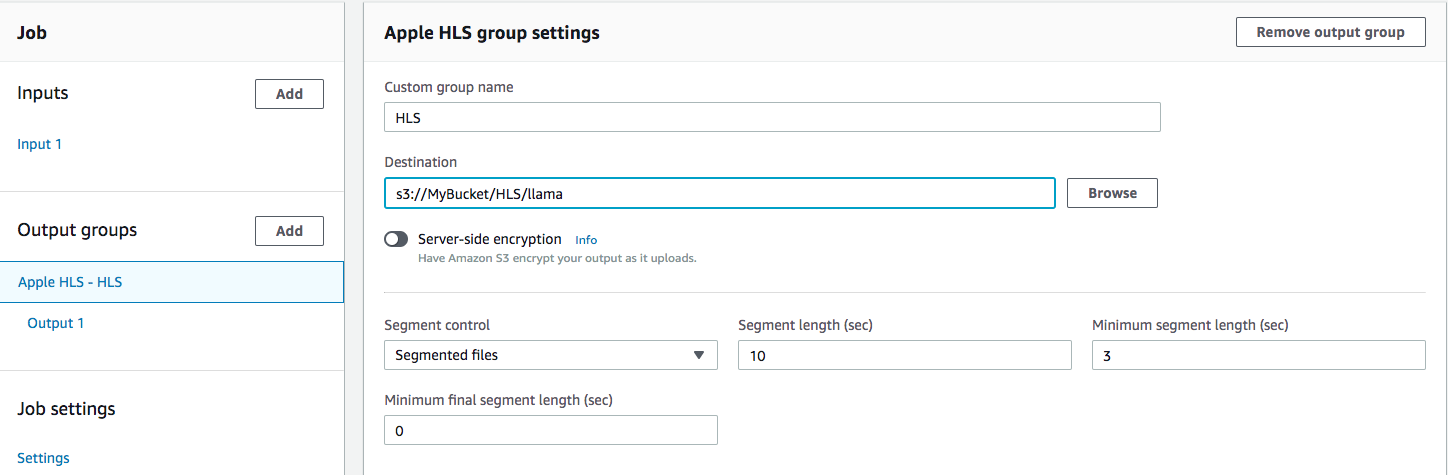 Job
Inputs
Add
Input 1
Output groups
Add
Apple HLS - HLS
Output 1
Job settings
Settings
Apple HLS group settings
Remove output group
Custom group name
HLS
Destination
s3://MyBucket/HLS/llama
Browse
Server-side encryption Info
Have Amazon S3 encrypt your output as it uploads.
Segment control
Segmented files
Segment length (sec)
10
Minimum segment length (sec)
3
Minimum final segment length (sec)
0